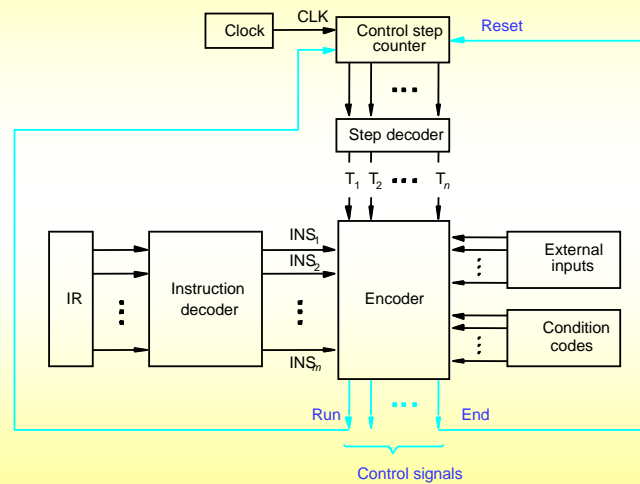 CLK
Clock
Control step
counter
Reset
Step decoder
T1 T2 Tn
INS1
INS2
INSm
IR
Instruction
decoder
Encoder
External
inputs
Condition
codes
Run
End
Control signals